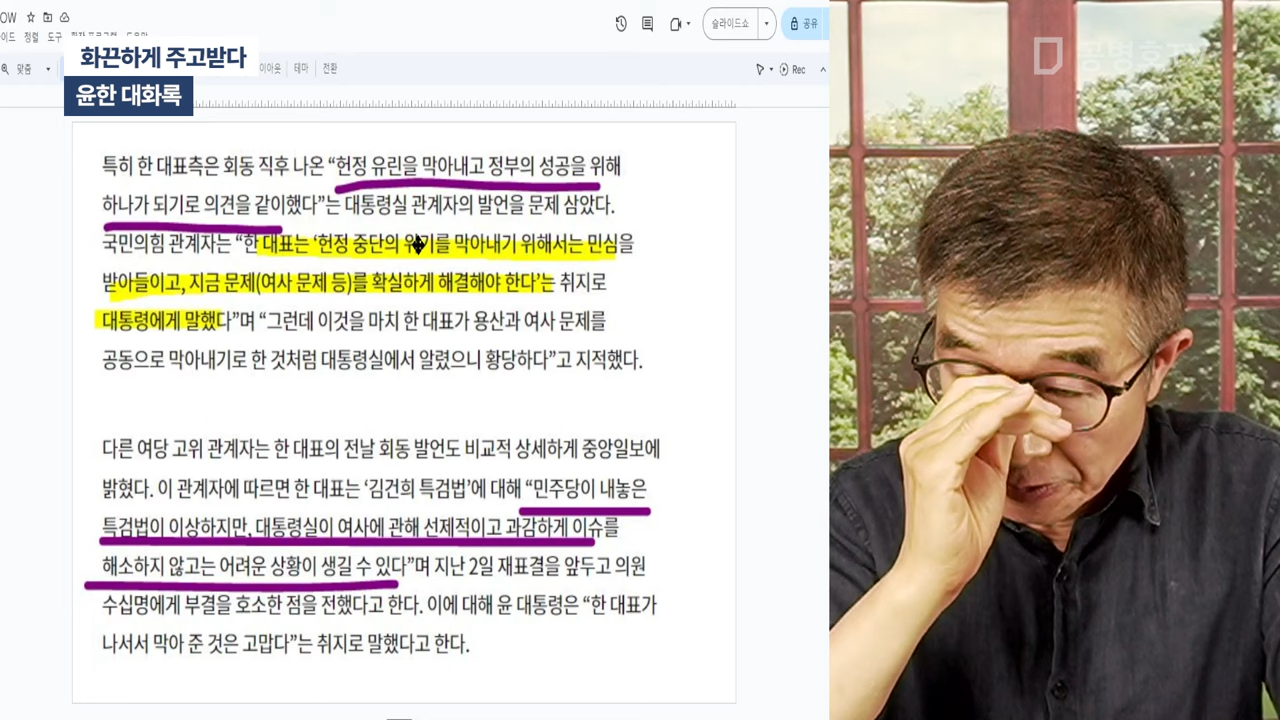 OW
슬라이드쇼
공유
이드 정렬 도구
맞춤
이아웃
테마
전환
Rec
화끈하게 주고받다
윤한 대화록
공병호TV
특히 한 대표측은 회동 직후 나온 “헌정 유린을 막아내고 정부의 성공을 위해
하나가 되기로 의견을 같이했다”는 대통령실 관계자의 발언을 문제 삼았다.
국민의힘 관계자는 “한 대표는 ‘헌정 중단의 위기를 막아내기 위해서는 민심을
받아들이고, 지금 문제(여사 문제 등)를 확실하게 해결해야 한다’는 취지로
대통령에게 말했다”며 “그런데 이것을 마치 한 대표가 용산과 여사 문제를
공동으로 막아내기로 한 것처럼 대통령실에서 알렸으니 황당하다”고 지적했다.
다른 여당 고위 관계자는 한 대표의 전날 회동 발언도 비교적 상세하게 중앙일보에
밝혔다. 이 관계자에 따르면 한 대표는 ‘김건희 특검법’에 대해 “민주당이 내놓은
특검법이 이상하지만, 대통령실이 여사에 관해 선제적이고 과감하게 이슈를
해소하지 않고는 어려운 상황이 생길 수 있다”며 지난 2일 재표결을 앞두고 의원
수십명에게 부결을 호소한 점을 전했다고 한다. 이에 대해 윤 대통령은 “한 대표가
나서서 막아 준 것은 고맙다”는 취지로 말했다고 한다.